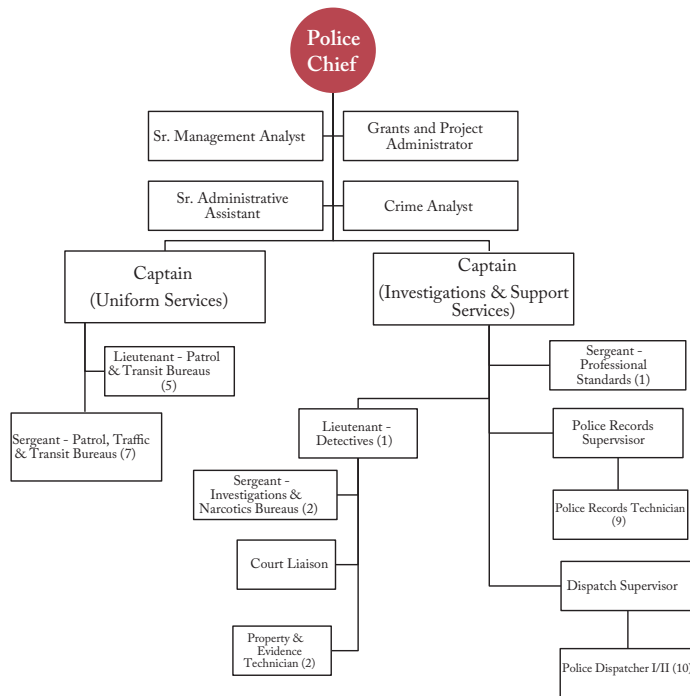 Police
Chief
Sr. Management Analyst
Grants and Project
Administrator
Sr. Administrative
Assistant
Crime Analyst
Captain
(Uniform Services)
Captain
(Investigations & Support
Services)
Lieutenant - Patrol
& Transit Bureaus
(5)
Sergeant - Patrol, Traffic
& Transit Bureaus (7)
Sergeant -
Professional
Standards (1)
Lieutenant -
Detectives (1)
Police Records
Supervsisor
Sergeant -
Investigations &
Narcotics Bureaus (2)
Police Records Technician
(9)
Court Liaison
Dispatch Supervisor
Property &
Evidence
Technician (2)
Police Dispatcher I/II (10)